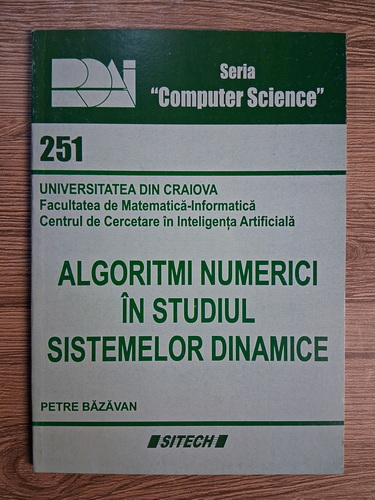 RDAI
Seria
"Computer Science"
251
UNIVERSITATEA DIN CRAIOVA
Facultatea de Matematică-Informatică
Centrul de Cercetare în Inteligența Artificială
ALGORITMI NUMERICI
ÎN STUDIUL
SISTEMELOR DINAMICE
PETRE BĂZĂVAN
SITECH